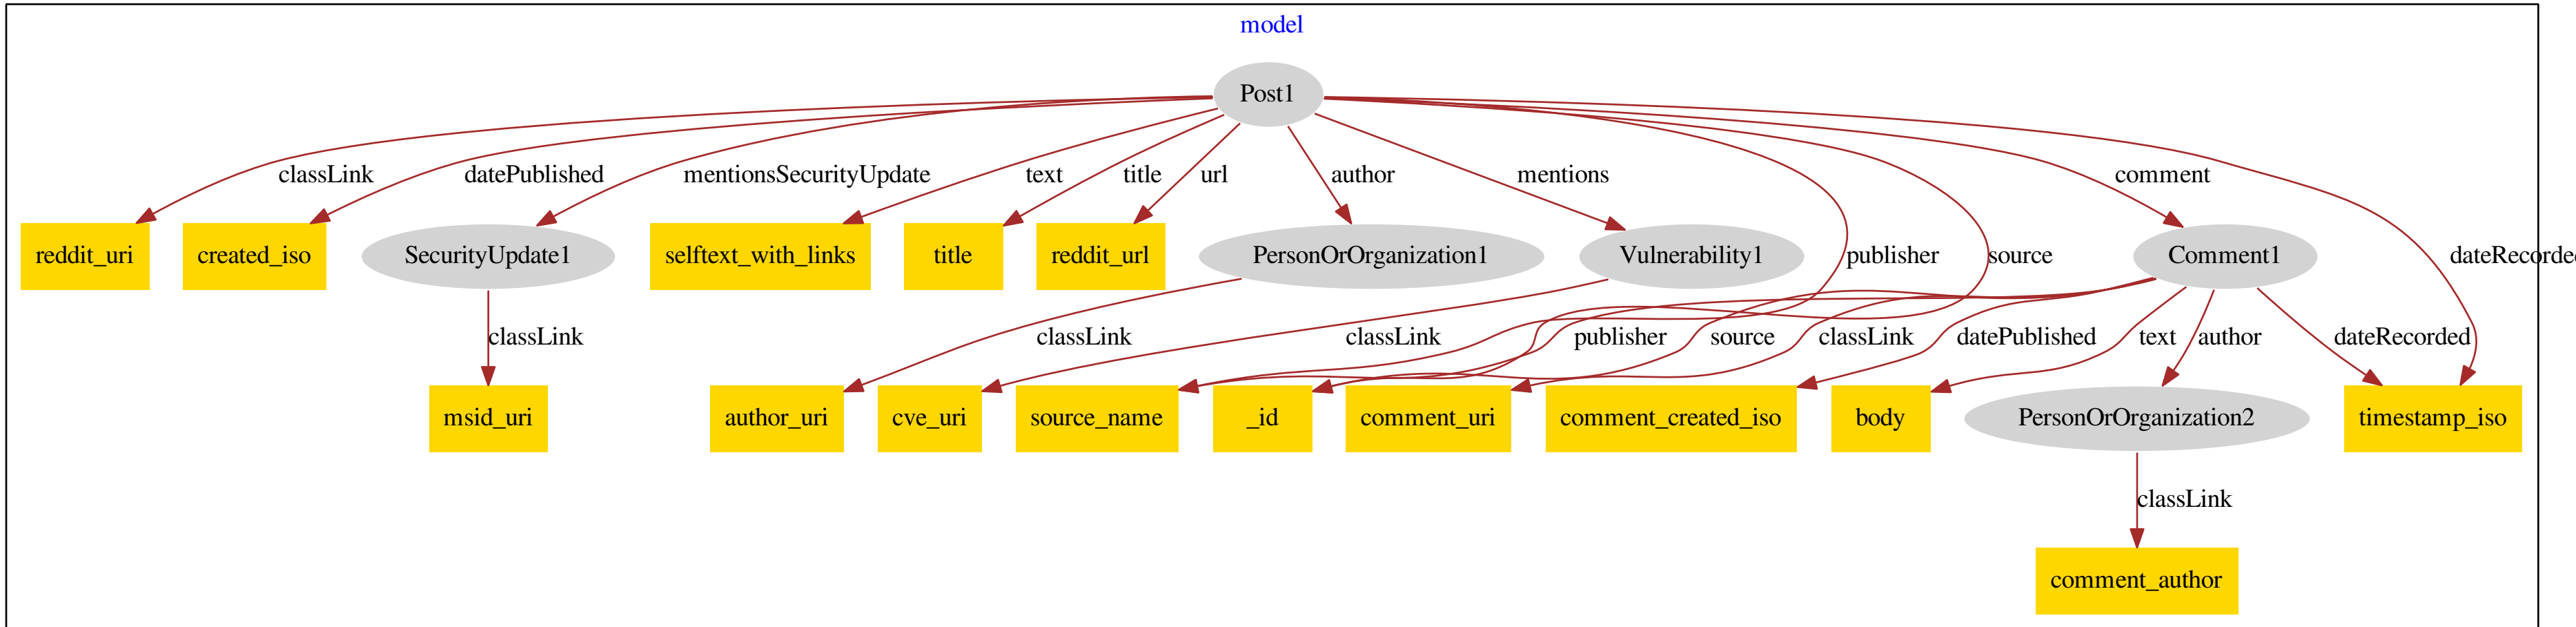 model
Post1
classLink
datePublished
mentionsSecurityUpdate
text
title
url
author
mentions
comment
reddit_uri
created_iso
SecurityUpdate1
selftext_with_links
title
reddit_url
PersonOrOrganization1
Vulnerability1
publisher
source
Comment1
dateRecorded
classLink
classLink
classLink
publisher
source
classLink
datePublished
text
author
dateRecorded
msid_uri
author_uri
cve_uri
source_name
_id
comment_uri
comment_created_iso
body
PersonOrOrganization2
timestamp_iso
classLink
comment_author